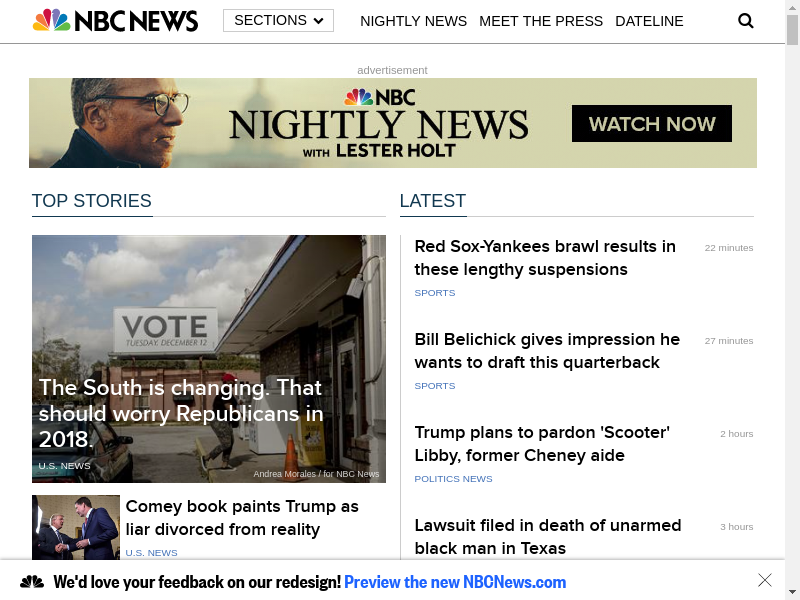 NBC NEWS
SECTIONS
NIGHTLY NEWS MEET THE PRESS DATELINE
advertisement
NBC
NIGHTLY NEWS
WITH LESTER HOLT
WATCH NOW
TOP STORIES
VOTE
TUESDAY, DECEMBER 12
The South is changing. That
should worry Republicans in
2018.
U.S. NEWS
Andrea Morales / for NBC News
Comey book paints Trump as
liar divorced from reality
U.S. NEWS
LATEST
Red Sox-Yankees brawl results in
these lengthy suspensions
22 minutes
SPORTS
Bill Belichick gives impression he
wants to draft this quarterback
27 minutes
SPORTS
Trump plans to pardon 'Scooter'
Libby, former Cheney aide
2 hours
POLITICS NEWS
Lawsuit filed in death of unarmed
black man in Texas
3 hours
We'd love your feedback on our redesign! Preview the new NBCNews.com